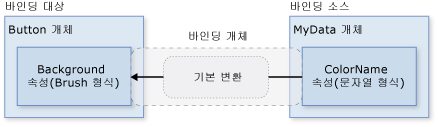 바인딩 대상
바인딩 소스
Button 개체
바인딩 개체
MyData 개체
Background
속성(Brush 형식)
기본 변환
ColorName
속성(문자열 형식)